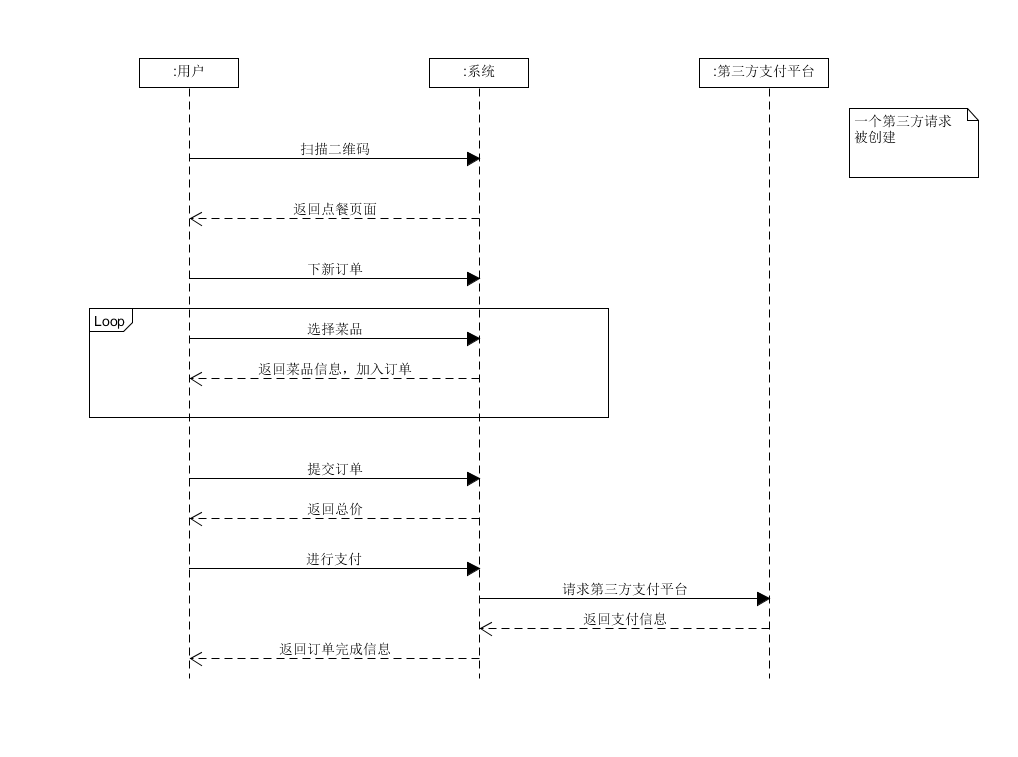 :用户
:系统
:第三方支付平台
一个第三方请求
被创建
扫描二维码
返回点餐页面
下新订单
Loop
选择菜品
返回菜品信息，加入订单
提交订单
返回总价
进行支付
请求第三方支付平台
返回支付信息
返回订单完成信息